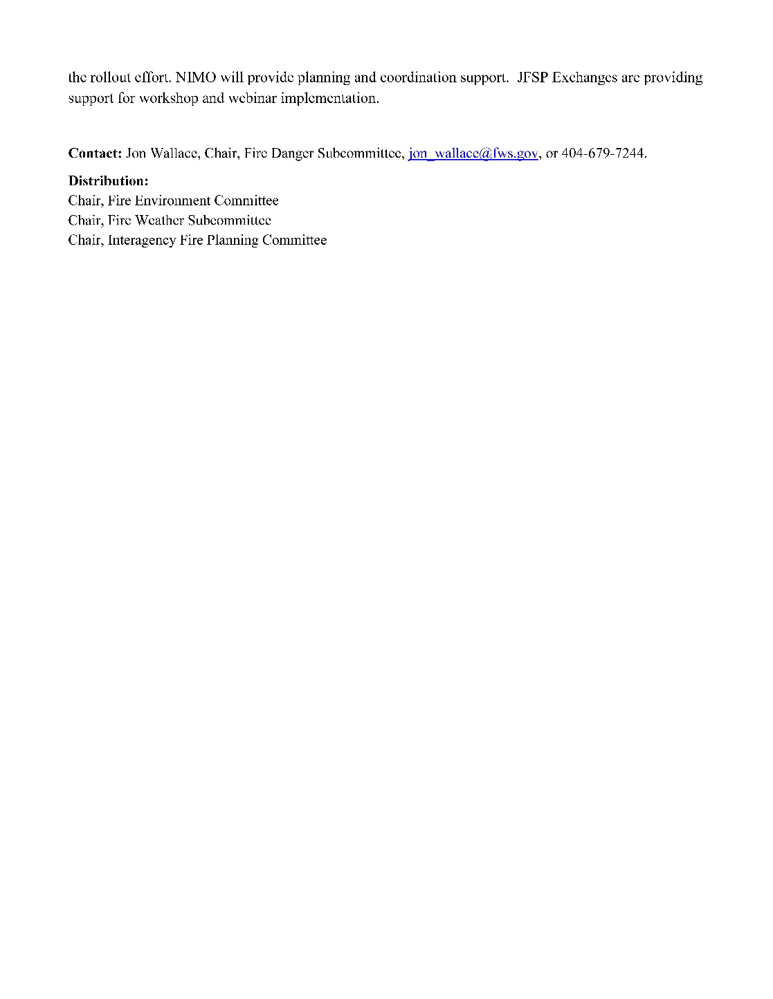 the rollout effort. NIMO will provide planning and coordination support.  JFSP Exchanges are providing
support for workshop and webinar implementation.
Contact: Jon Wallace, Chair, Fire Danger Subcommittee, jon_wallace@fws.gov, or 404-679-7244.
Distribution:
Chair, Fire Environment Committee
Chair, Fire Weather Subcommittee
Chair, Interagency Fire Planning Committee